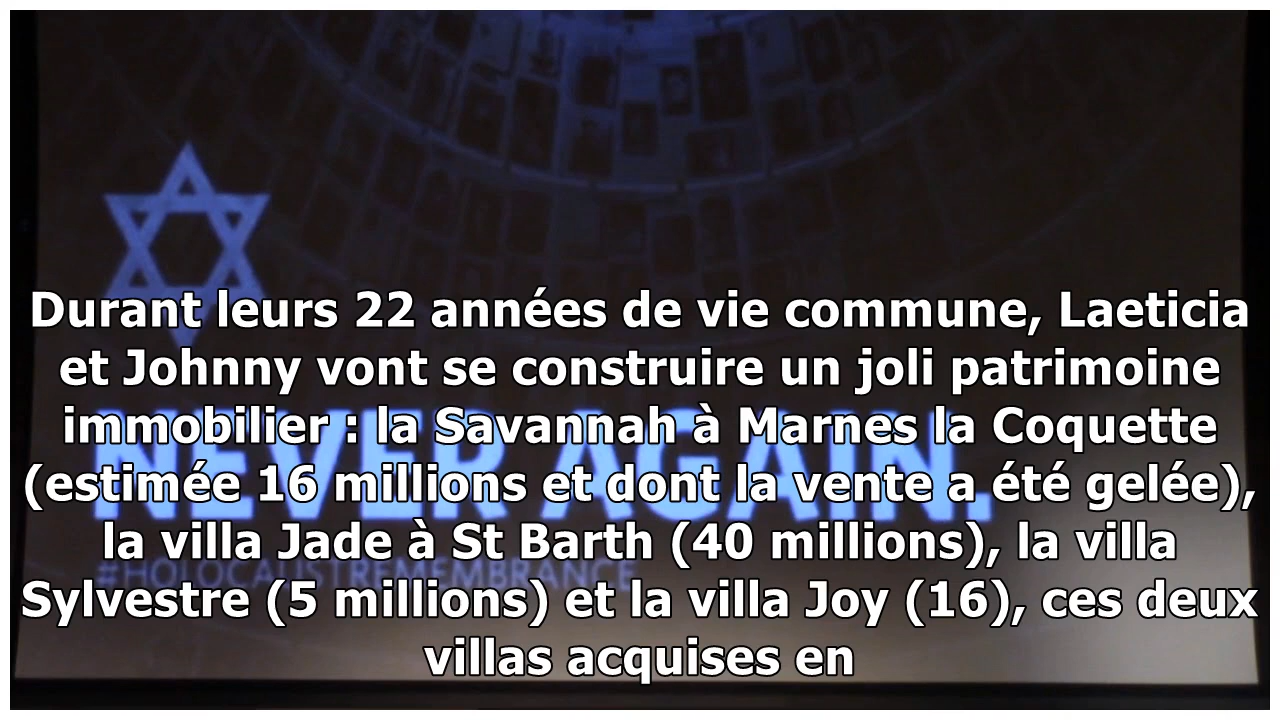 Durant leurs 22 années de vie commune, Laeticia
et Johnny vont se construire un joli patrimoine
immobilier : la Savannah à Marnes la Coquette
(estimée 16 millions et dont la vente a été gelée),
la villa Jade à St Barth (40 millions), la villa
Sylvestre (5 millions) et la villa Joy (16), ces deux
villas acquises en
NEVER AGAIN.
#HOLOCAUSTREMEMBRANCE